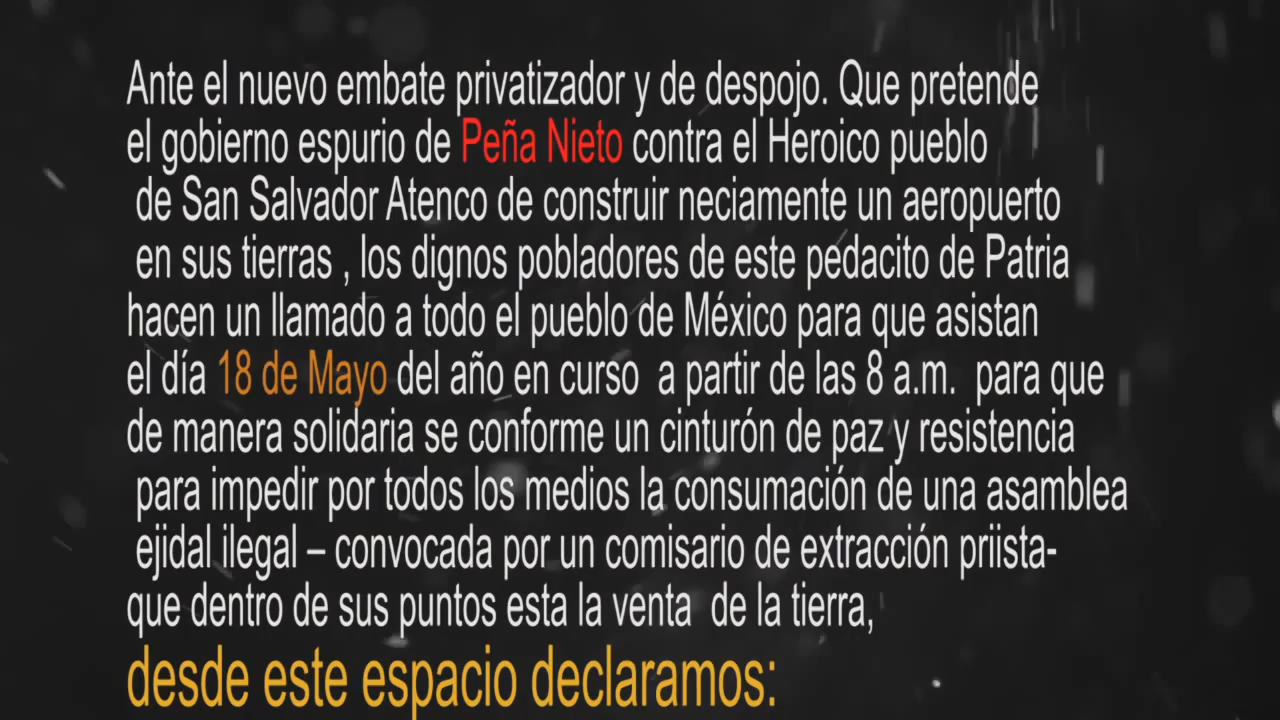 Ante el nuevo embate privatizador y de despojo. Que pretende
el gobierno espurio de Peña Nieto contra el Heroico pueblo
de San Salvador Atenco de construir neciamente un aeropuerto
en sus tierras , los dignos pobladores de este pedacito de Patria
hacen un llamado a todo el pueblo de México para que asistan
el día 18 de Mayo del año en curso  a partir de las 8 a.m.  para que
de manera solidaria se conforme un cinturón de paz y resistencia
para impedir por todos los medios la consumación de una asamblea
ejidal ilegal – convocada por un comisario de extracción priista-
que dentro de sus puntos esta la venta  de la tierra,
desde este espacio declaramos: